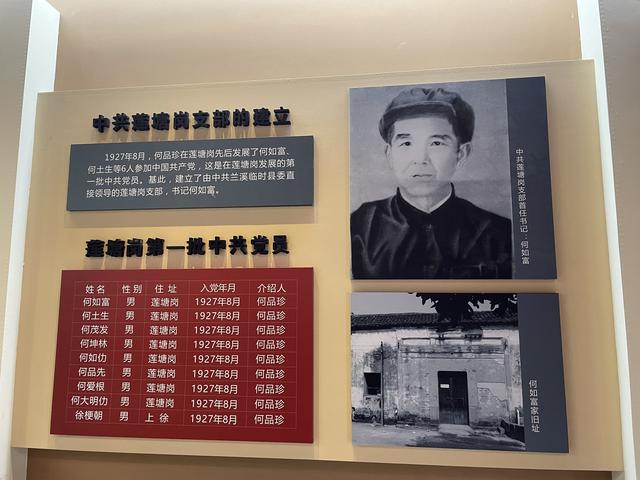 中共莲塘岗支部的建立
1927年8月，何品珍在莲塘岗先后发展了何如富、
何土生等6人参加中国共产党，这是在莲塘岗发展的第
一批中共党员。基此，建立了由中共兰溪临时县委直
接领导的莲塘岗支部，书记何如富。
莲塘岗第一批中共党员
姓名 性别 住址 入党年月 介绍人
何如富 男 莲塘岗 1927年8月 何品珍
何土生 男 莲塘岗 1927年8月 何品珍
何茂发 男 莲塘岗 1927年8月 何品珍
何坤林 男 莲塘岗 1927年8月 何品珍
何如仂 男 莲塘岗 1927年8月 何品珍
何品先 男 莲塘岗 1927年8月 何品珍
何爱根 男 莲塘岗 1927年8月 何品珍
何大明仂 男 莲塘岗 1927年8月 何品珍
徐梗朝 男 上徐 1927年8月 何品珍
中共莲塘岗支部首任书记：何如富
何如富家旧址